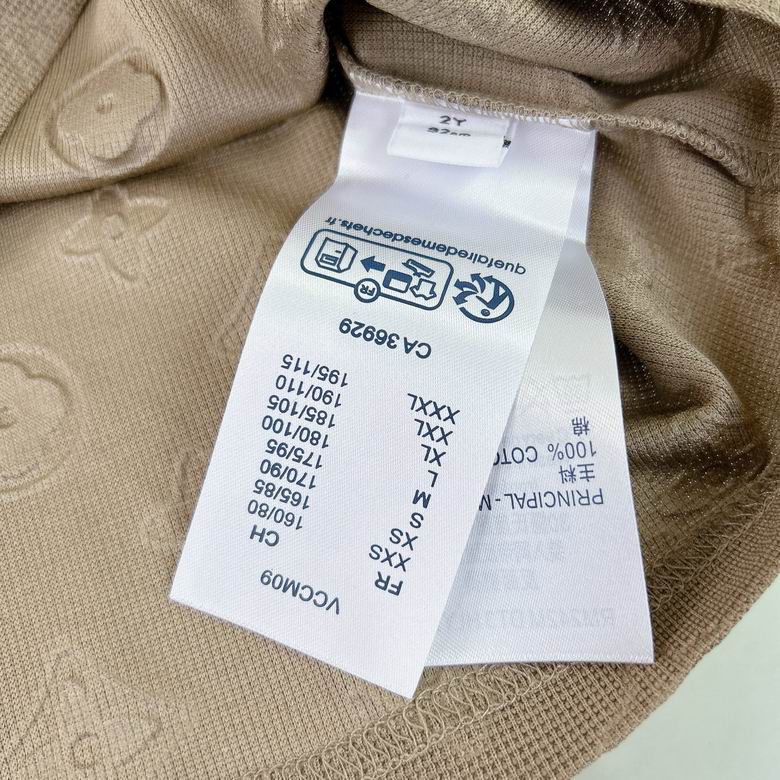 VCCM09
FR CH
XXS 160/80
XS 165/85
S 170/90
M 175/95
L 180/100
XL 185/105
XXL 190/110
XXXL 195/115
CA 36929
FR
quefairedemesdechets.fr
PRINCIPAL - M
主料
100%
棉
2Y